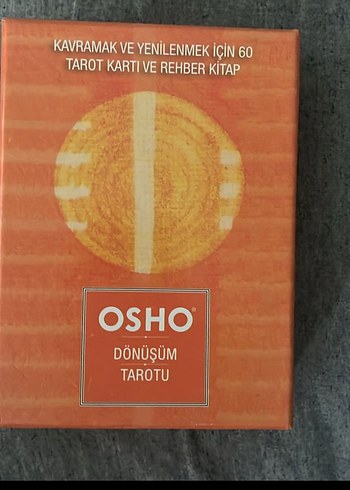 KAVRAMAK VE YENİLENMEK İÇİN 60
TAROT KARTI VE REHBER KİTAP
OSHO®
DÖNÜŞÜM
TAROTU